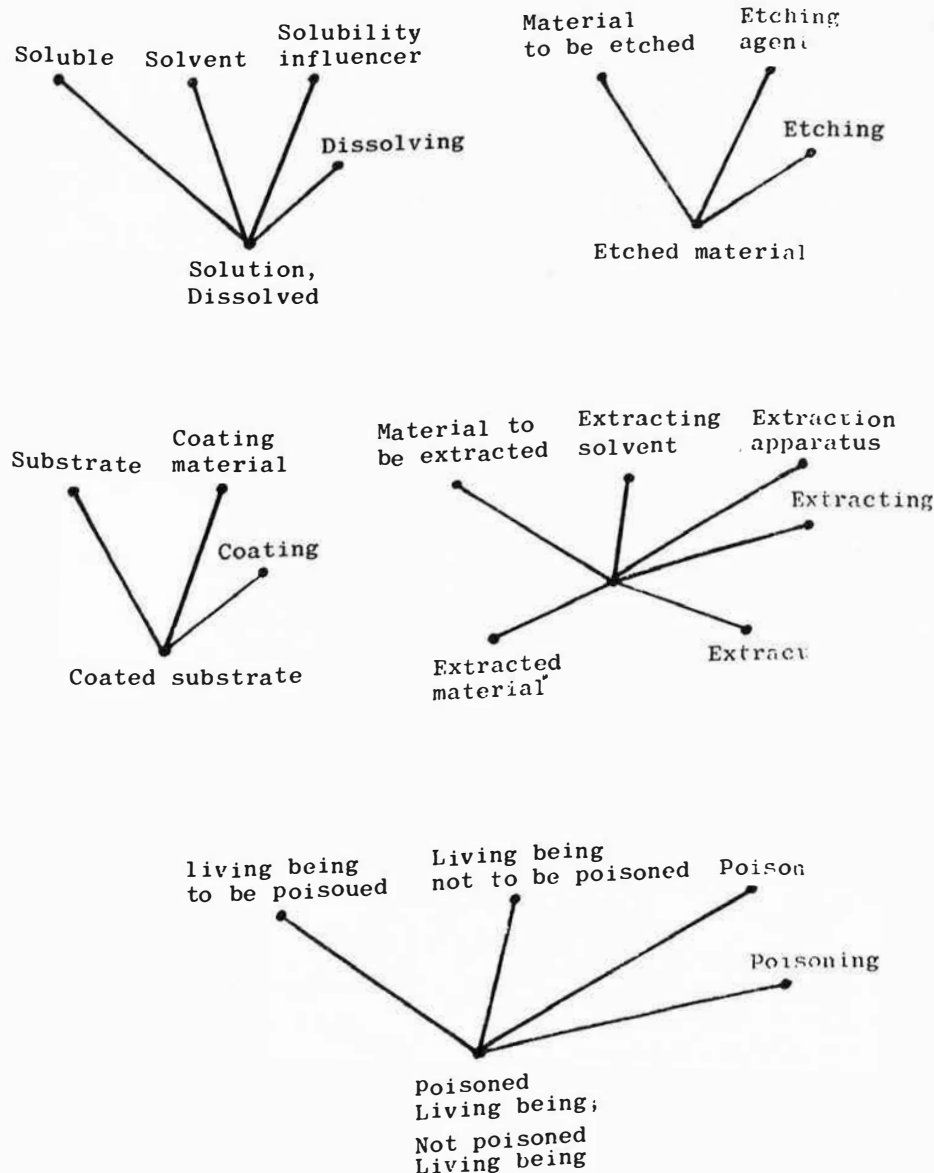 Soluble
Solvent
Solubility
influencer
Dissolving
Solution,
Dissolved
Material
to be etched
Etching
agent
Etching
Etched material
Substrate
Coating
material
Coating
Coated substrate
Material to
be extracted
Extracting
solvent
Extraction
apparatus
Extracting
Extracted
material
Extract
living being
to be poisoued
Living being
not to be poisoned
Poison
Poisoning
Poisoned
Living being;
Not poisoned
Living being